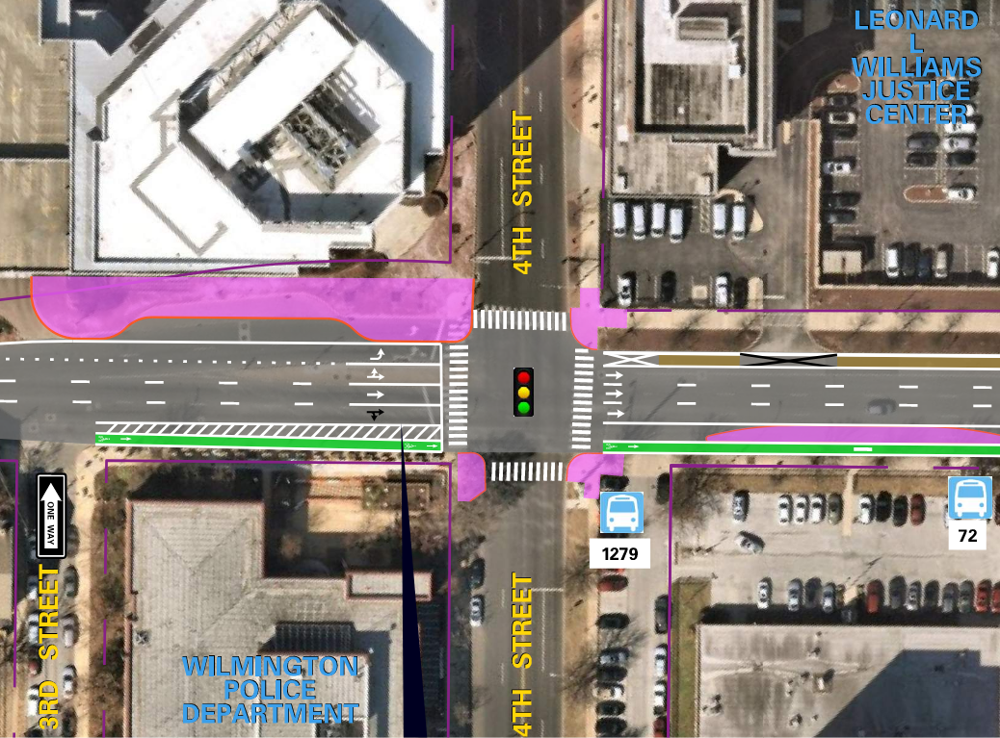 LEONARD
L
WILLIAMS
JUSTICE
CENTER
4TH STREET
ONE WAY
1279
72
3RD STREET
4TH STREET
WILMINGTON
POLICE
DEPARTMENT